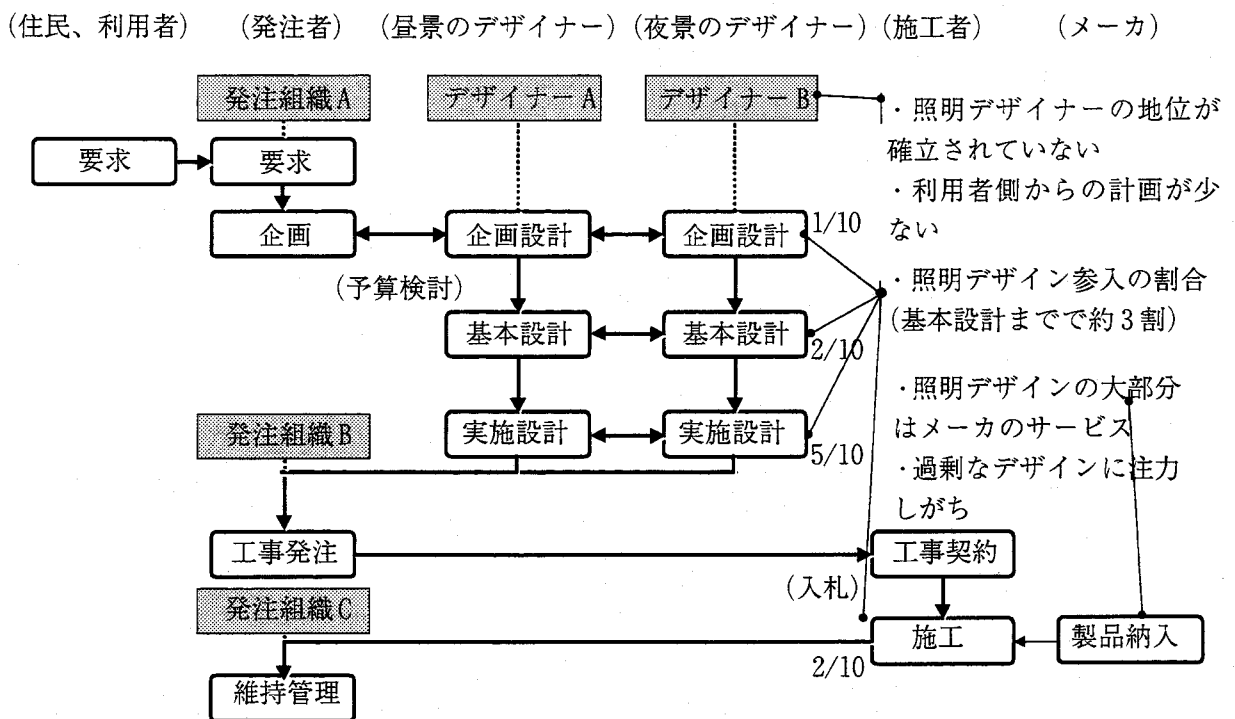 (住民、利用者) (発注者) (昼景のデザイナー) (夜景のデザイナー) (施工者) (メーカ)
発注組織A デザイナーA デザイナーB
・照明デザイナーの地位が
確立されていない
・利用者側からの計画が少
ない
要求 要求
企画 企画設計 企画設計 1/10
(予算検討)
・照明デザイン参入の割合
(基本設計までで約3割)
基本設計 基本設計 2/10
・照明デザインの大部分
はメーカのサービス
・過剰なデザインに注力
しがち
発注組織B 実施設計 実施設計 5/10
工事発注 工事契約
(入札)
発注組織C
施工 製品納入
2/10
維持管理